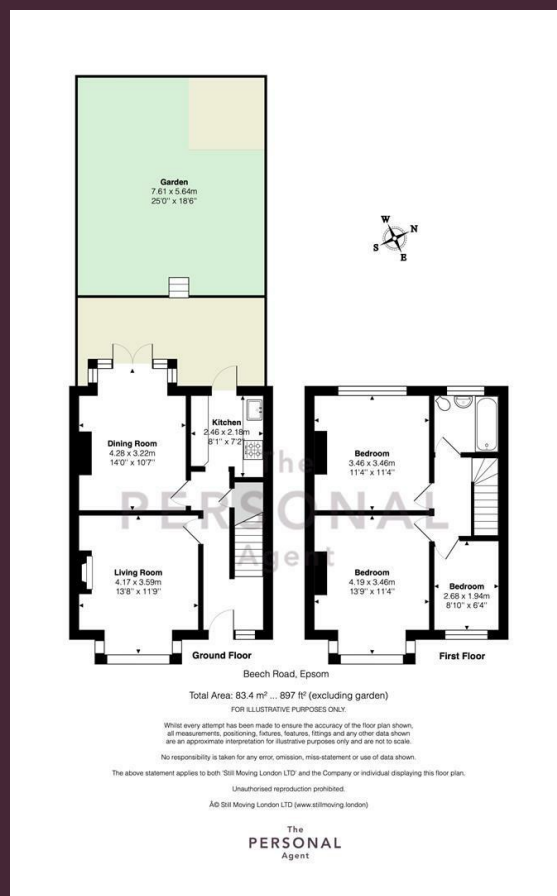 Garden
7.61 x 5.64m
25'0'' x 18'6''
W
N
S
E
Kitchen
2.46 x 2.18m
8'1'' x 7'2''
Dining Room
4.28 x 3.22m
14'0'' x 10'7''
Bedroom
3.46 x 3.46m
11'4'' x 11'4''
The
PERSONAL
Agent
Living Room
4.17 x 3.59m
13'8'' x 11'9''
Bedroom
4.19 x 3.46m
13'9'' x 11'4''
Bedroom
2.68 x 1.94m
8'10'' x 6'4''
Ground Floor
First Floor
Beech Road, Epsom
Total Area: 83.4 m² ... 897 ft² (excluding garden)
FOR ILLUSTRATIVE PURPOSES ONLY.
Whilst every attempt has been made to ensure the accuracy of the floor plan shown,
all measurements, positioning, fixtures, features, fittings and any other data shown
are an approximate interpretation for illustrative purposes only and are not to scale.
No responsibility is taken for any error, omission, miss-statement or use of data shown.
The above statement applies to both 'Still Moving London LTD' and the Company or individual displaying this floor plan.
Unauthorised reproduction prohibited.
Â© Still Moving London LTD (www.stillmoving.london)
The
PERSONAL
Agent